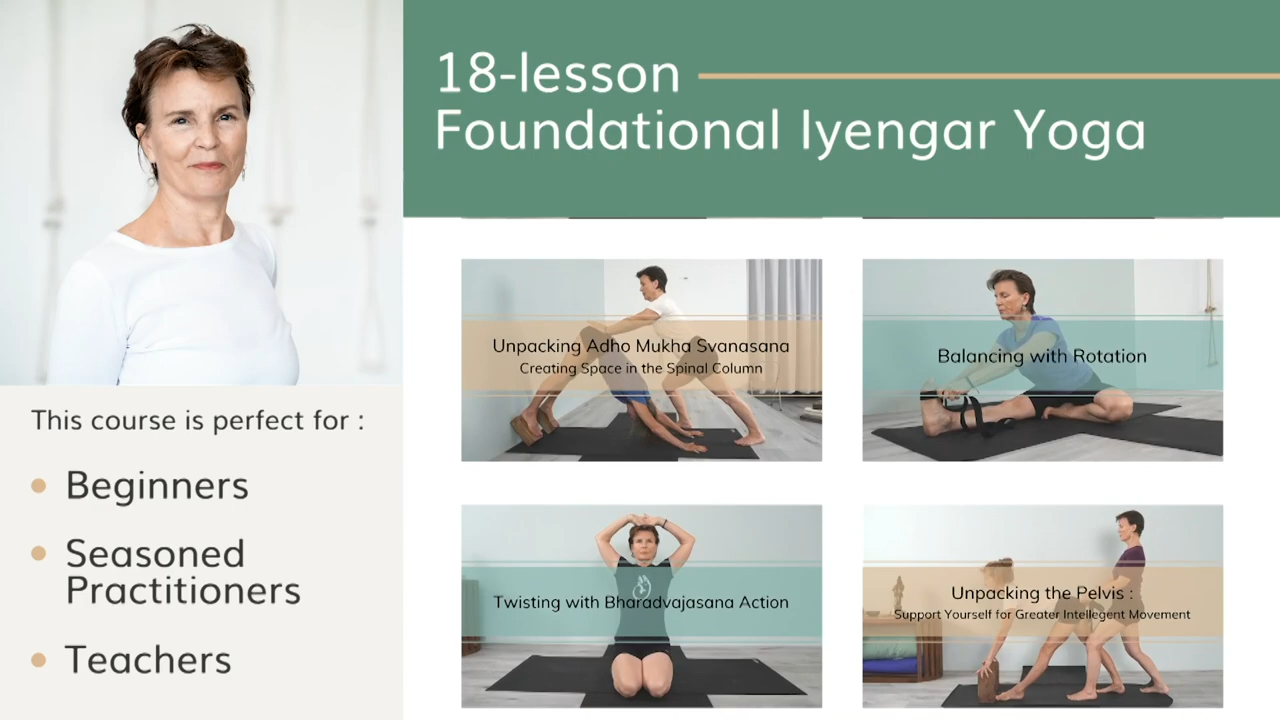 18-lesson
Foundational Iyengar Yoga
This course is perfect for :
Beginners
Seasoned
Practitioners
Teachers
Unpacking Adho Mukha Svanasana
Creating Space in the Spinal Column
Balancing with Rotation
Twisting with Bharadvajasana Action
Unpacking the Pelvis :
Support Yourself for Greater Intellegent Movement